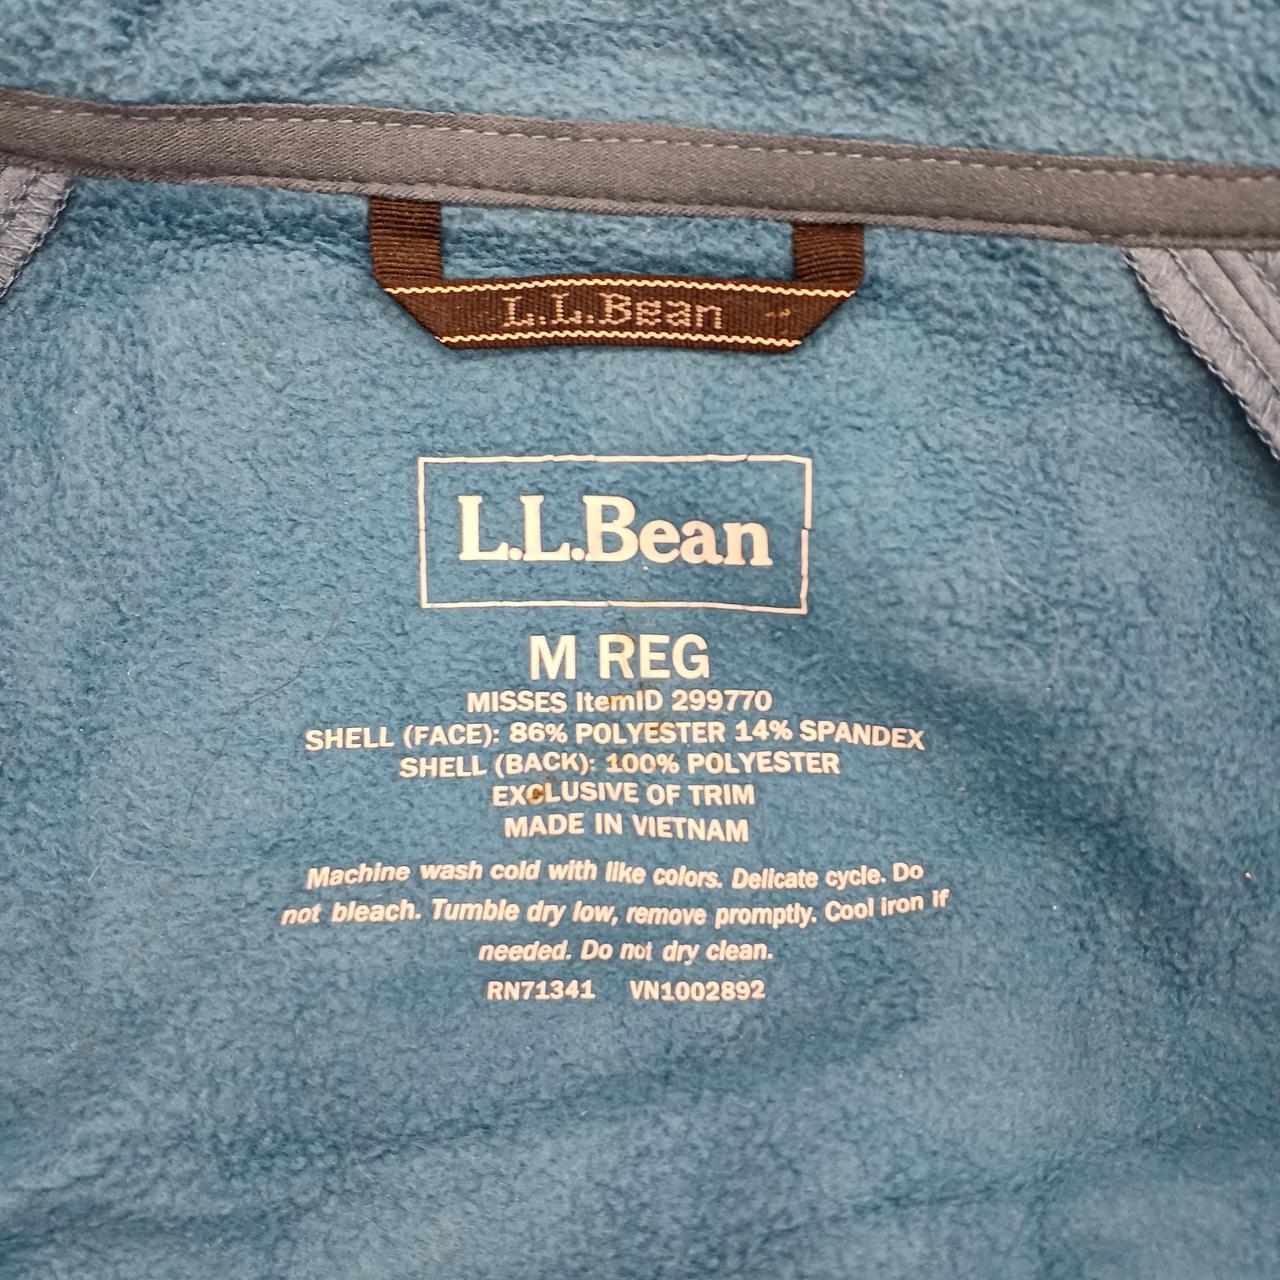 L.L.Bean
L.L.Bean
M REG
MISSES ItemID 299770
SHELL (FACE): 86% POLYESTER 14% SPANDEX
SHELL (BACK): 100% POLYESTER
EXCLUSIVE OF TRIM
MADE IN VIETNAM
Machine wash cold with like colors. Delicate cycle. Do
not bleach. Tumble dry low, remove promptly. Cool iron if
needed. Do not dry clean.
RN71341 VN1002892